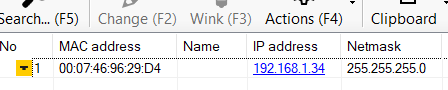 Search... (F5) Change (F2) Wink (F3) Actions (F4) Clipboard
No MAC address Name IP address Netmask
1 00:07:46:96:29:D4 192.168.1.34 255.255.255.0